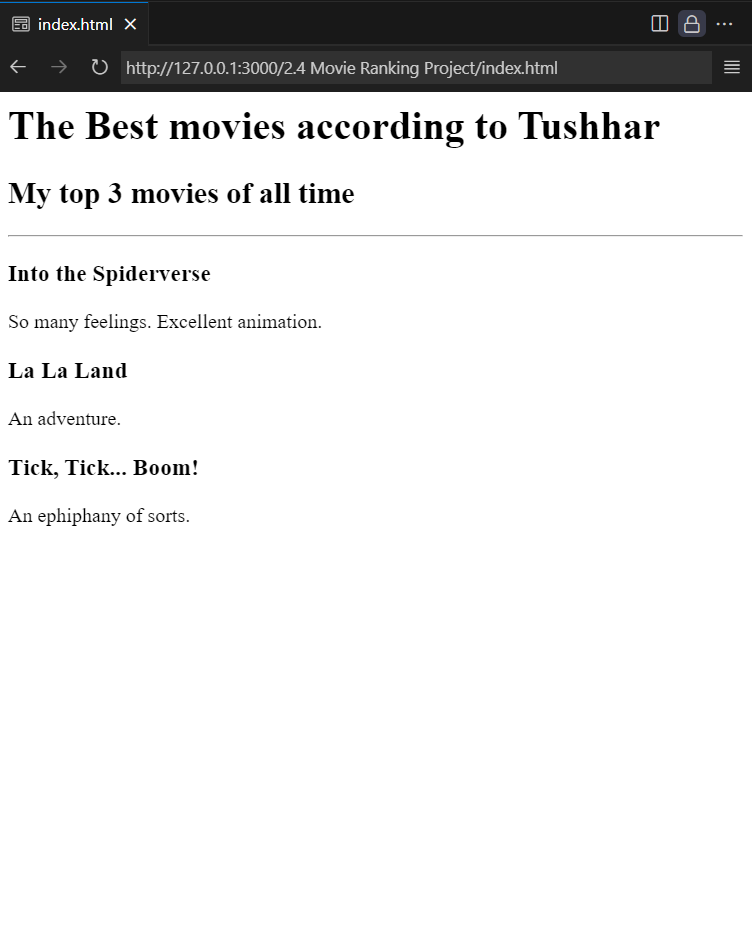 index.html
http://127.0.0.1:3000/2.4 Movie Ranking Project/index.html
The Best movies according to Tushhar
My top 3 movies of all time
Into the Spiderverse
So many feelings. Excellent animation.
La La Land
An adventure.
Tick, Tick... Boom!
An ephiphany of sorts.